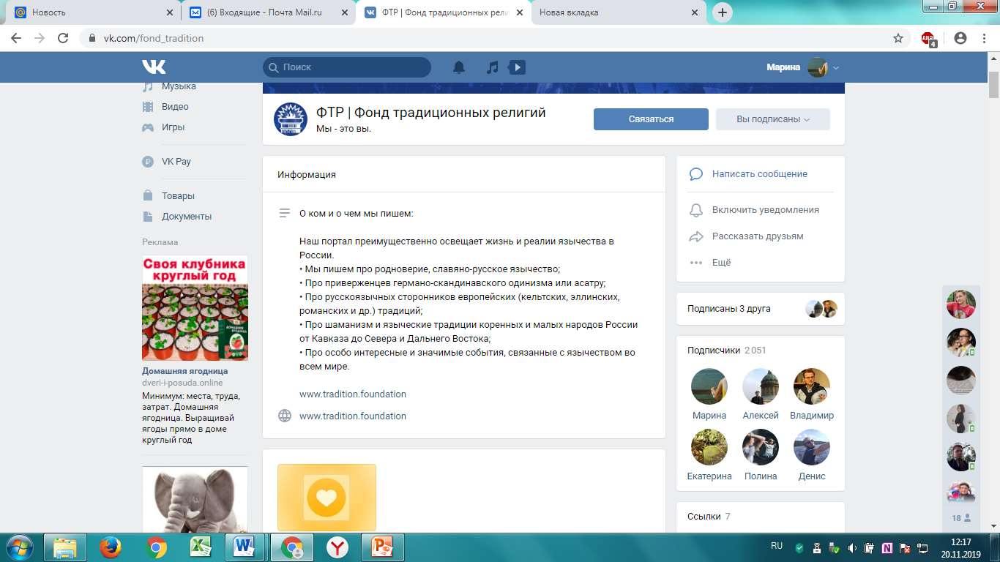 Новость
(6) Входящие - Почта Mail.ru
ФТР | Фонд традиционных рели
Новая вкладка
vk.com/fond_tradition
ABP
4
Поиск
Марина
Музыка
Видео
Игры
VK Pay
Товары
Документы
Реклама
Своя клубника
круглый год
Домашняя ягодница
dveri-i-posuda.online
Минимум: места, труда,
затрат. Домашняя
ягодница. Выращивай
ягоды прямо в доме
круглый год
ФТР | Фонд традиционных религий
Мы - это вы.
Связаться
Вы подписаны
Информация
О ком и о чем мы пишем:
Наш портал преимущественно освещает жизнь и реалии язычества в
России.
• Мы пишем про родноверие, славяно-русское язычество;
• Про приверженцев германо-скандинавского одинизма или асатру;
• Про русскоязычных сторонников европейских (кельтских, эллинских,
романских и др.) традиций;
• Про шаманизм и языческие традиции коренных и малых народов России
от Кавказа до Севера и Дальнего Востока;
• Про особо интересные и значимые события, связанные с язычеством во
всем мире.
www.tradition.foundation
www.tradition.foundation
Написать сообщение
Включить уведомления
Рассказать друзьям
Ещё
Подписаны 3 друга
Подписчики 2 051
Марина
Алексей
Владимир
Екатерина
Полина
Денис
Ссылки 7
18
RU
12:17
20.11.2019